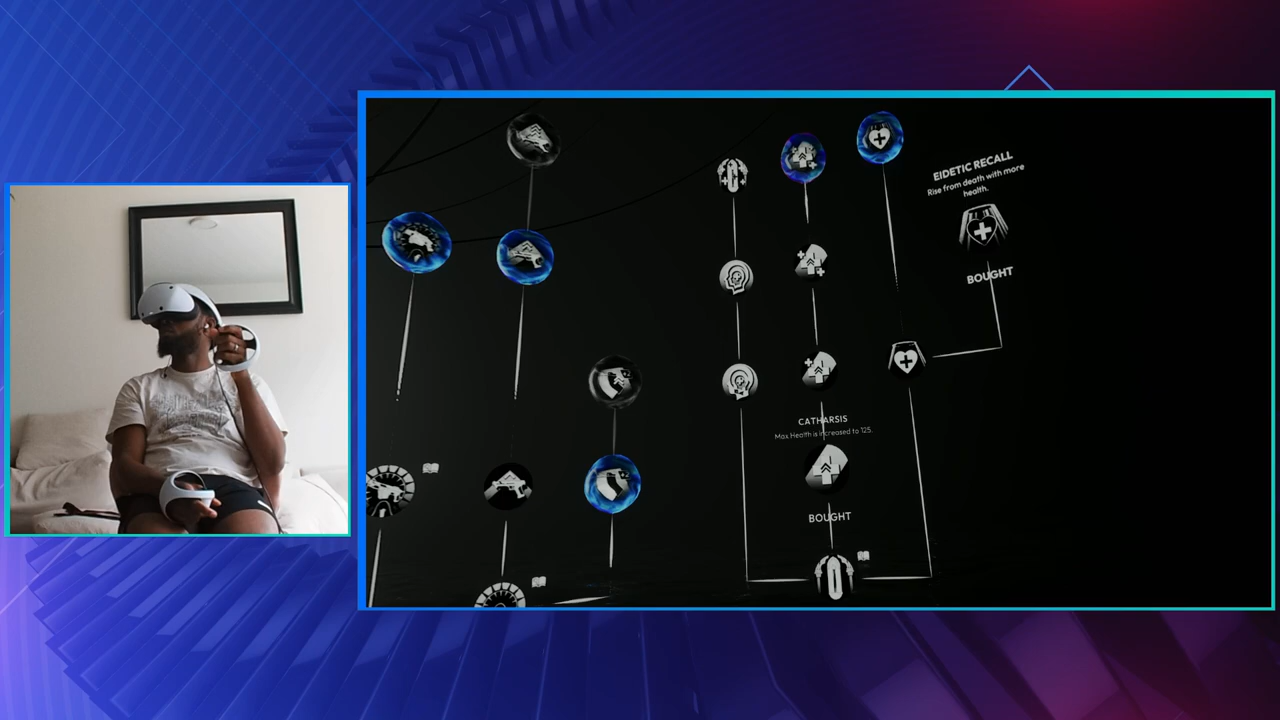 EIDETIC RECALL
Rise from death with more
health.
BOUGHT
CATHARSIS
Max Health is increased to 125.
BOUGHT